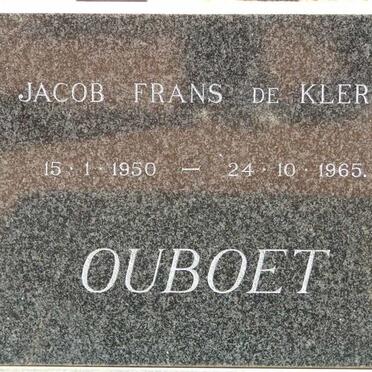 JACOB FRANS DE KLER
15 · 1 · 1950 — 24 · 10 · 1965.
OUBOET